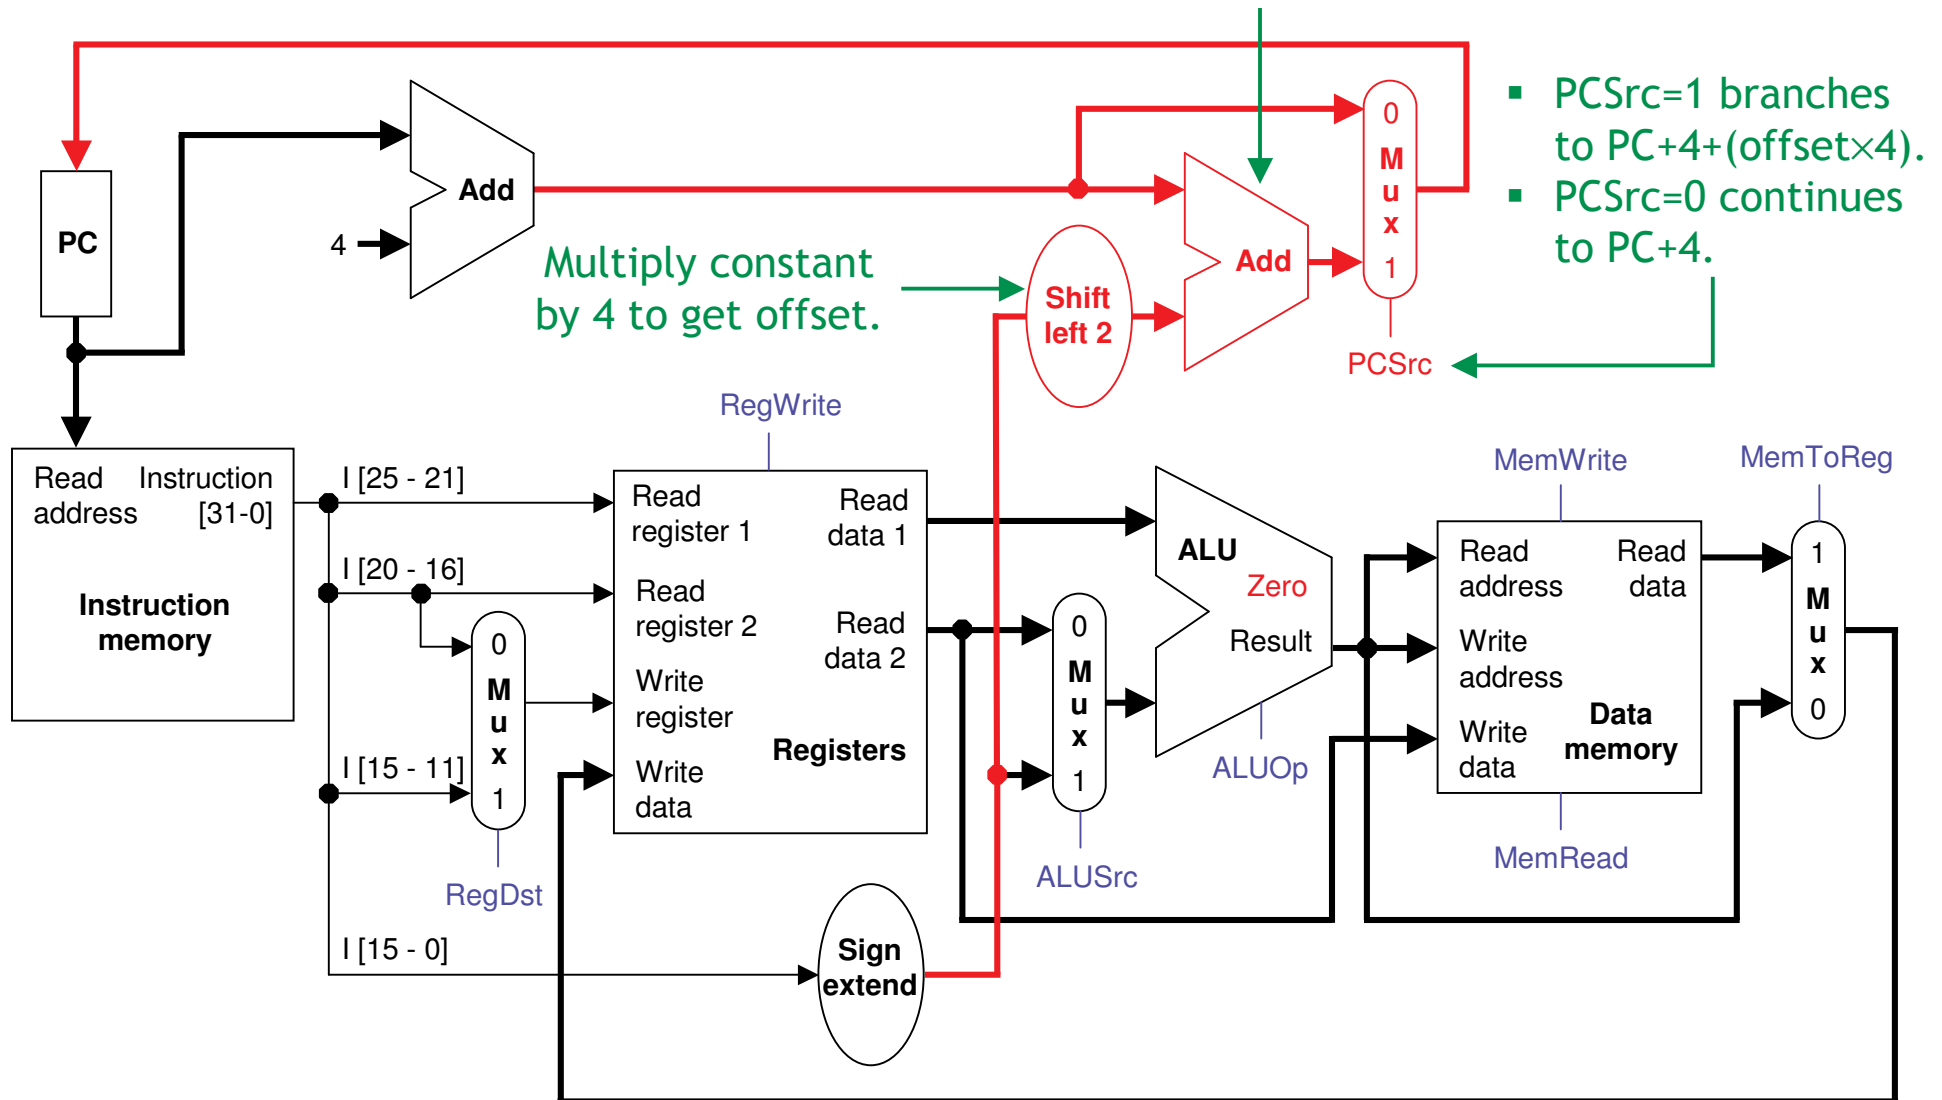 ▪ PCSrc=1 branches
to PC+4+(offset×4).
▪ PCSrc=0 continues
to PC+4.
PC
4
Add
Multiply constant
by 4 to get offset.
Shift
left 2
Add
0
M
u
x
1
PCSrc
RegWrite
MemWrite
MemToReg
Read
address
Instruction
[31-0]
Instruction
memory
I [25 - 21]
I [20 - 16]
I [15 - 11]
I [15 - 0]
0
M
u
x
1
RegDst
Read
register 1
Read
data 1
Read
register 2
Read
data 2
Write
register
Write
data
Registers
Sign
extend
0
M
u
x
1
ALUSrc
ALU
Zero
Result
ALUOp
Read
address
Read
data
Write
address
Write
data
Data
memory
MemRead
1
M
u
x
0